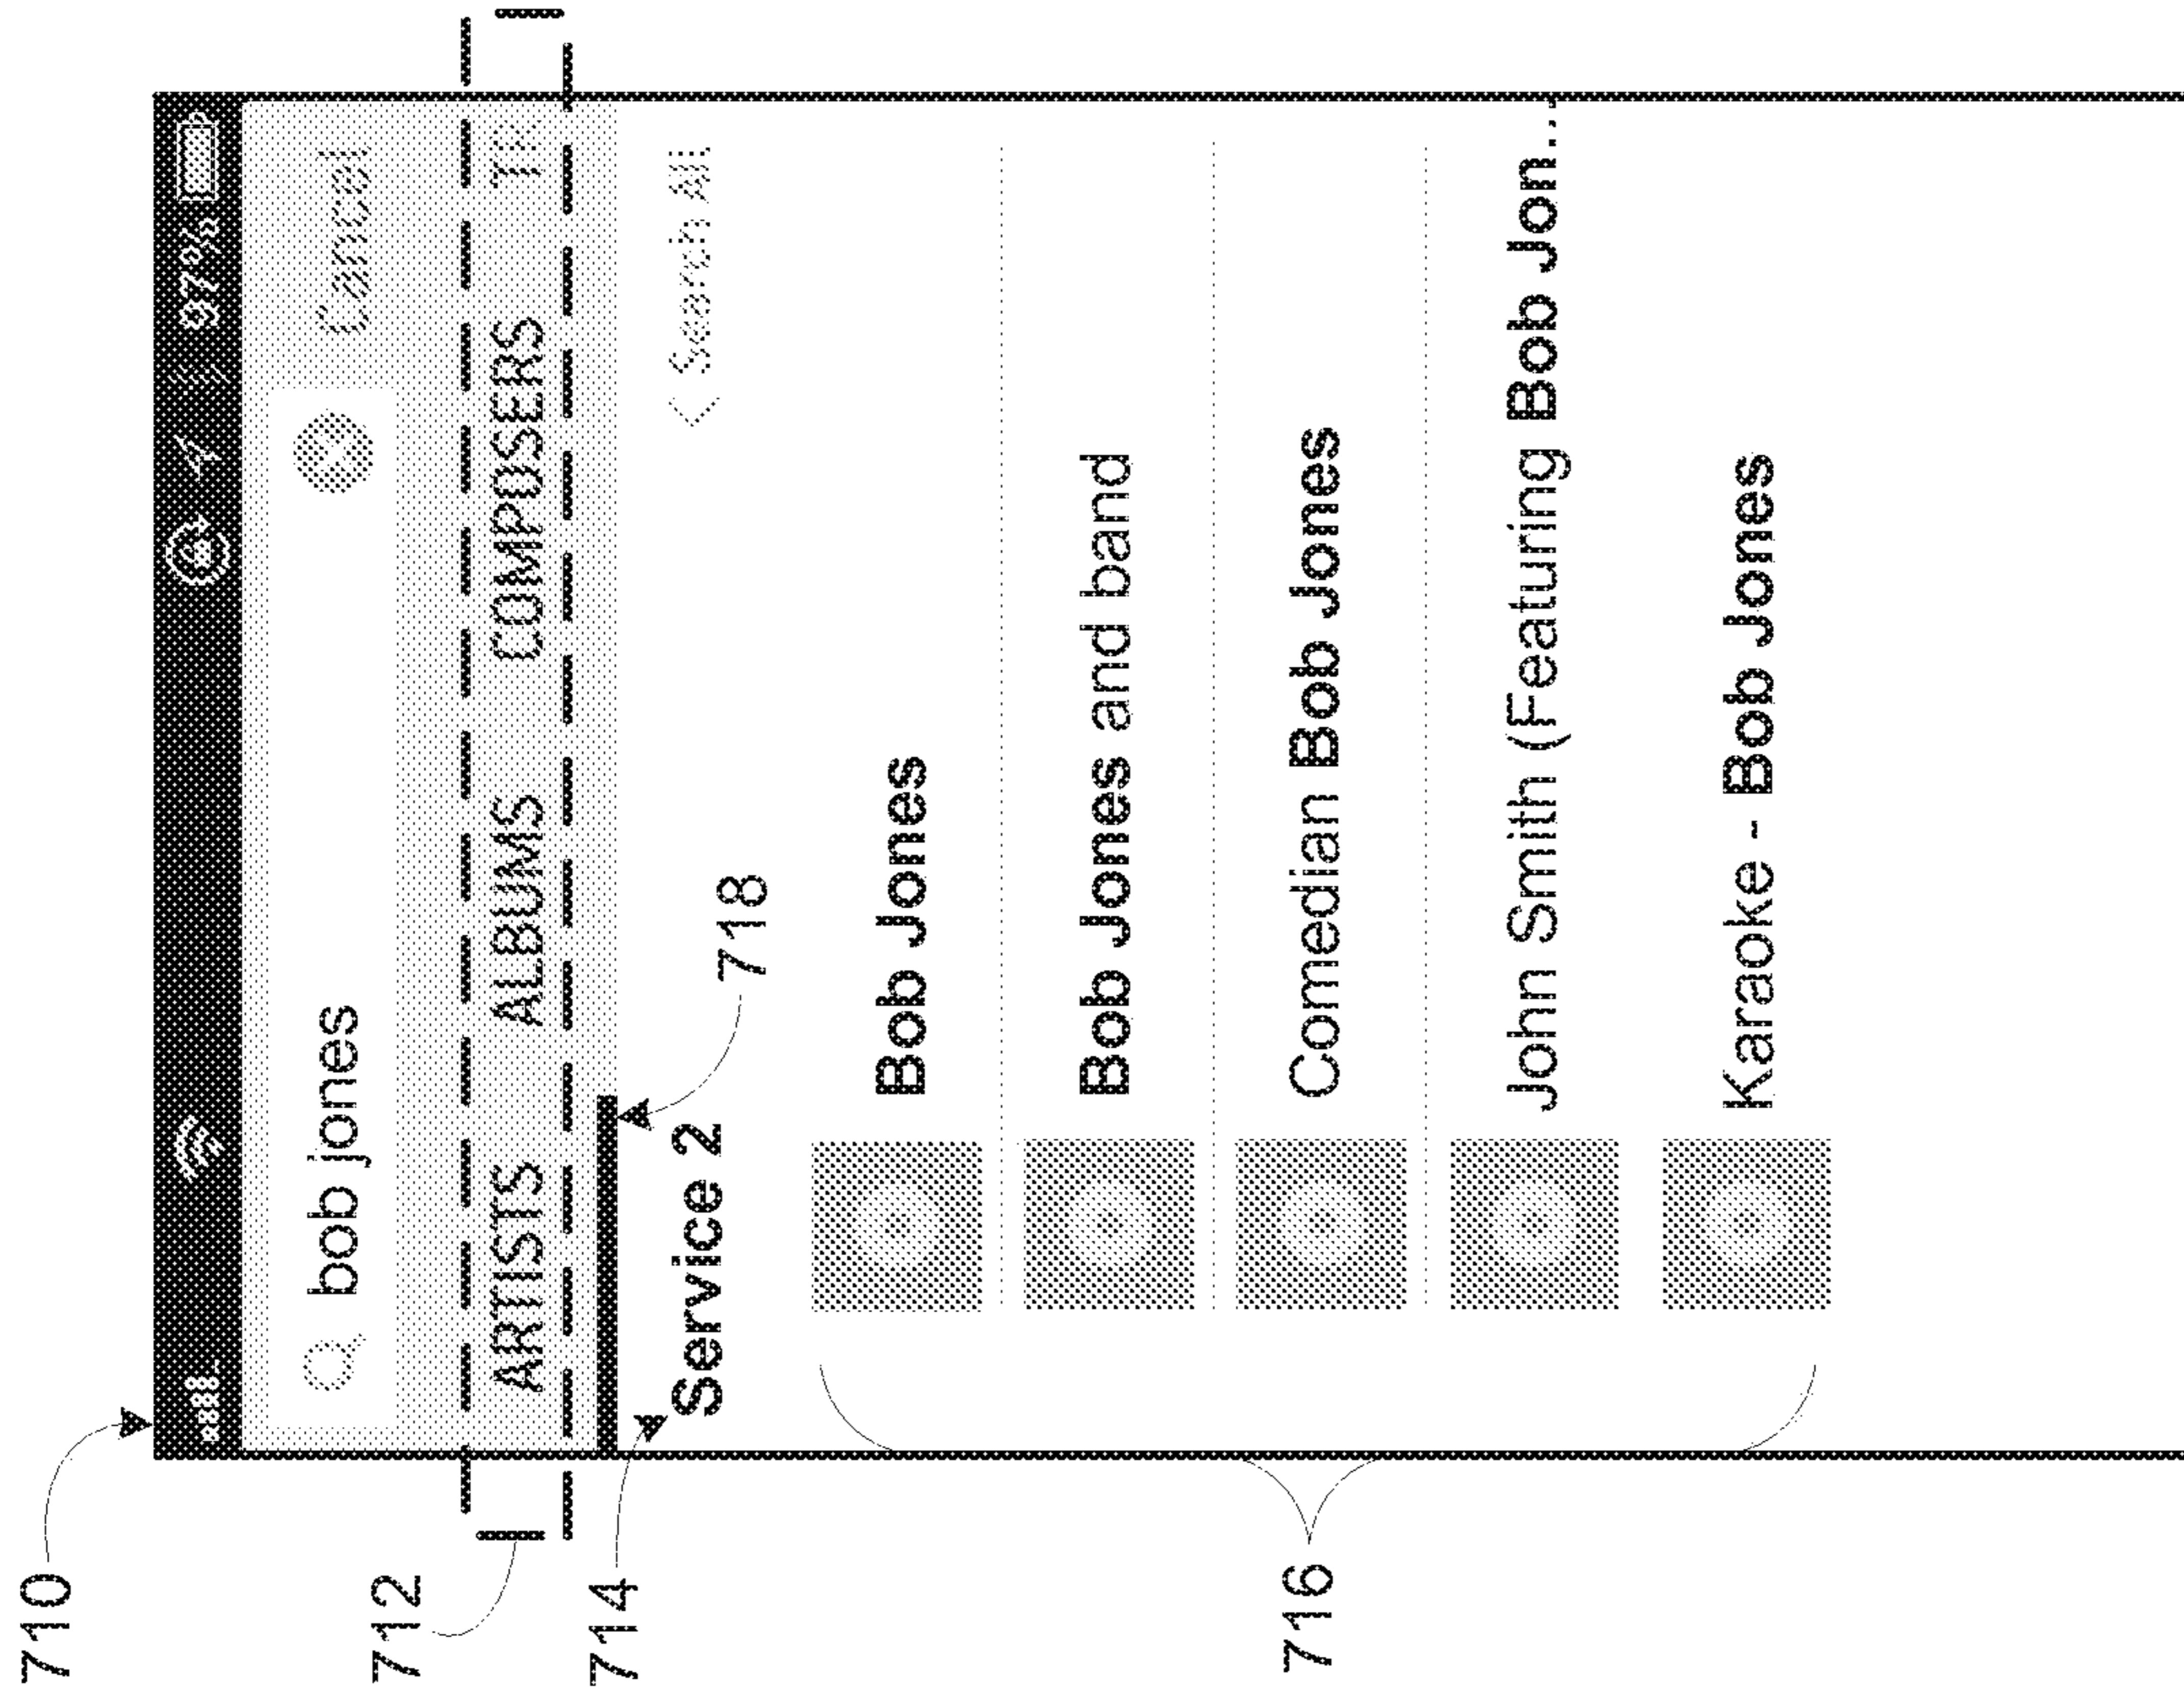 710
97%
bob jones Cancel
712
ARTISTS ALBUMS COMPOSERS TR
714
Service 2 < Search All
718
Bob Jones
Bob Jones and band
Comedian Bob Jones
716
John Smith (Featuring Bob Jon...
Karaoke - Bob Jones